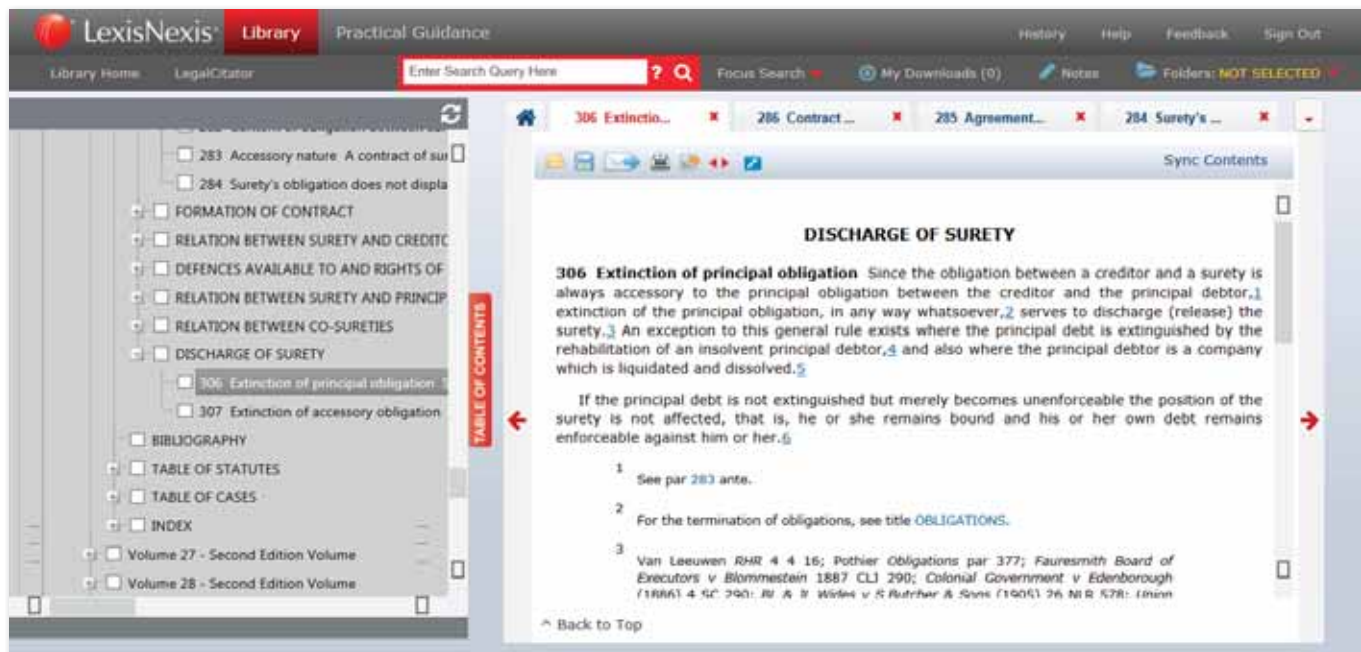 LexisNexis Library Practical Guidance History Help Feedback Sign Out
Library Home LegalCitator Enter Search Query Here ? Focus Search My Downloads (0) Notes Folders: NOT SELECTED
306 Extinctio... 286 Contract ... 285 Agreement... 284 Surety's ...
Sync Contents
283 Accessory nature A contract of sur
284 Surety's obligation does not displa
FORMATION OF CONTRACT
RELATION BETWEEN SURETY AND CREDITO
DEFENCES AVAILABLE TO AND RIGHTS OF
RELATION BETWEEN SURETY AND PRINCIP
RELATION BETWEEN CO-SURETIES
DISCHARGE OF SURETY
306 Extinction of principal obligation
307 Extinction of accessory obligation
BIBLIOGRAPHY
TABLE OF STATUTES
TABLE OF CASES
INDEX
Volume 27 - Second Edition Volume
Volume 28 - Second Edition Volume
TABLE OF CONTENTS
DISCHARGE OF SURETY
306 Extinction of principal obligation Since the obligation between a creditor and a surety is
always accessory to the principal obligation between the creditor and the principal debtor,1
extinction of the principal obligation, in any way whatsoever,2 serves to discharge (release) the
surety.3 An exception to this general rule exists where the principal debt is extinguished by the
rehabilitation of an insolvent principal debtor,4 and also where the principal debtor is a company
which is liquidated and dissolved.5
If the principal debt is not extinguished but merely becomes unenforceable the position of the
surety is not affected, that is, he or she remains bound and his or her own debt remains
enforceable against him or her.6
1
See par 283 ante.
2
For the termination of obligations, see title OBLIGATIONS.
3
Van Leeuwen RHR 4 4 16; Pothier Obligations par 377; Fauresmith Board of
Executors v Blommestein 1887 CLJ 290; Colonial Government v Edenborough
(1886) 4 SC 290; v S Butcher & Sons (1905) 26 NLR 578; Union
^ Back to Top